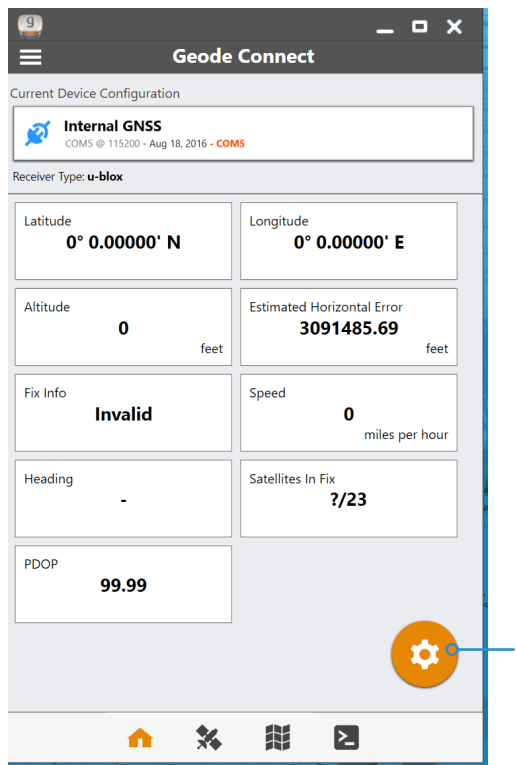 g
Geode Connect
Current Device Configuration
Internal GNSS
COM5 @ 115200 - Aug 18, 2016 - COM5
Receiver Type: u-blox
Latitude
0° 0.00000' N
Longitude
0° 0.00000' E
Altitude
0
feet
Estimated Horizontal Error
3091485.69
feet
Fix Info
Invalid
Speed
0
miles per hour
Heading
-
Satellites In Fix
?/23
PDOP
99.99